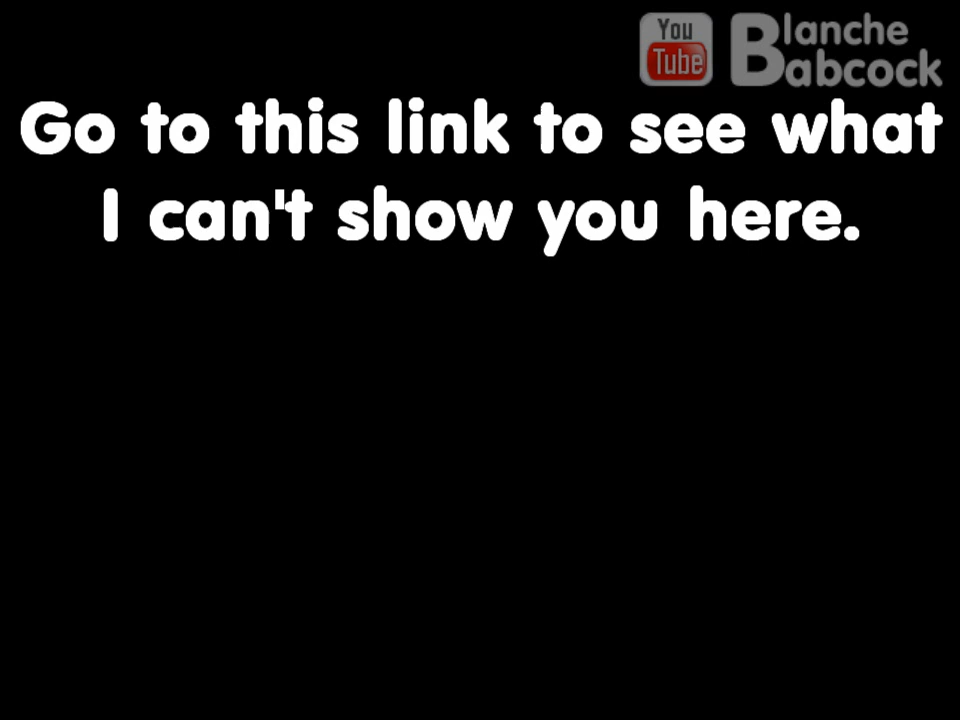 You
Tube
Blanche
Babcock
Go to this link to see what
I can't show you here.